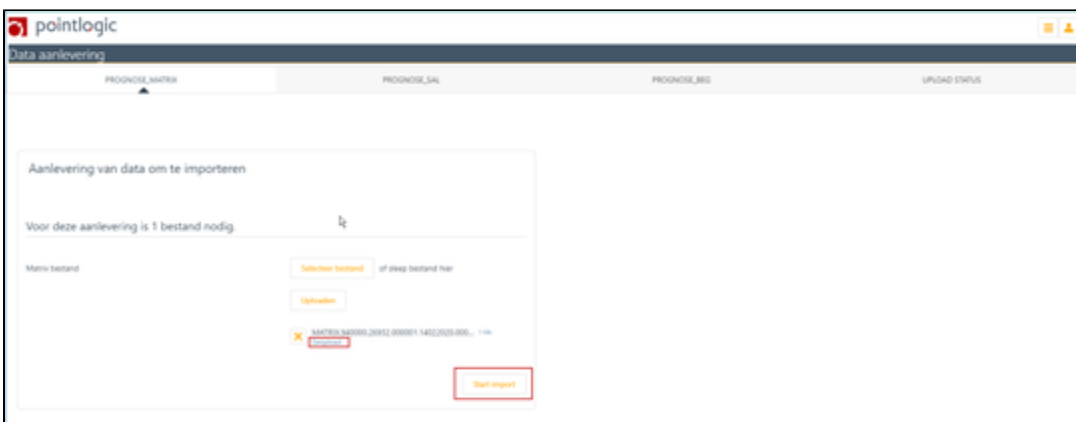 pointlogic
Data aanlevering
PROGNOSE_MATRIX PROGNOSE_SAL PROGNOSE_BEG UPLOAD STATUS
Aanlevering van data om te importeren
Voor deze aanlevering is 1 bestand nodig.
Matrix bestand Selecteer bestand of sleep bestand hier
Uploaden
Start import